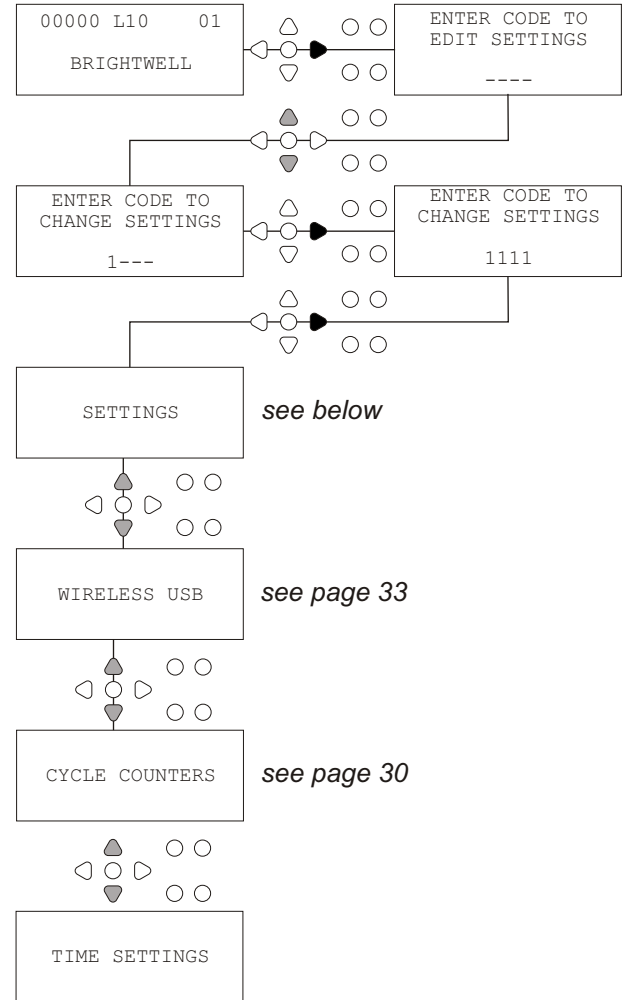 00000 L10 01
BRIGHTWELL
ENTER CODE TO
EDIT SETTINGS
----
ENTER CODE TO
CHANGE SETTINGS
1---
ENTER CODE TO
CHANGE SETTINGS
1111
SETTINGS
see below
WIRELESS USB
see page 33
CYCLE COUNTERS
see page 30
TIME SETTINGS